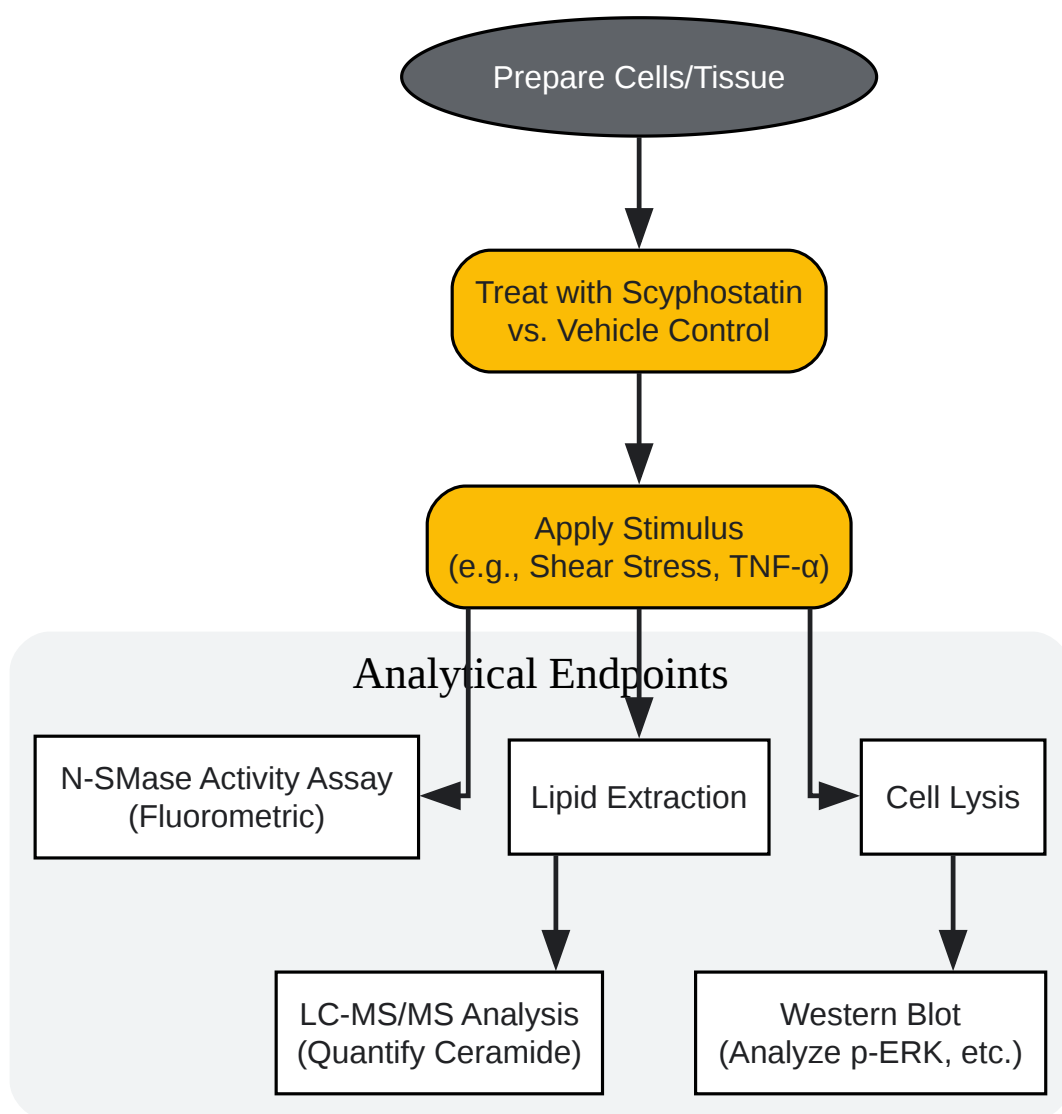 Prepare Cells/Tissue
Treat with Scyphostatin
vs. Vehicle Control
Apply Stimulus
(e.g., Shear Stress, TNF-α)
Analytical Endpoints
N-SMase Activity Assay
(Fluorometric)
Lipid Extraction
Cell Lysis
LC-MS/MS Analysis
(Quantify Ceramide)
Western Blot
(Analyze p-ERK, etc.)